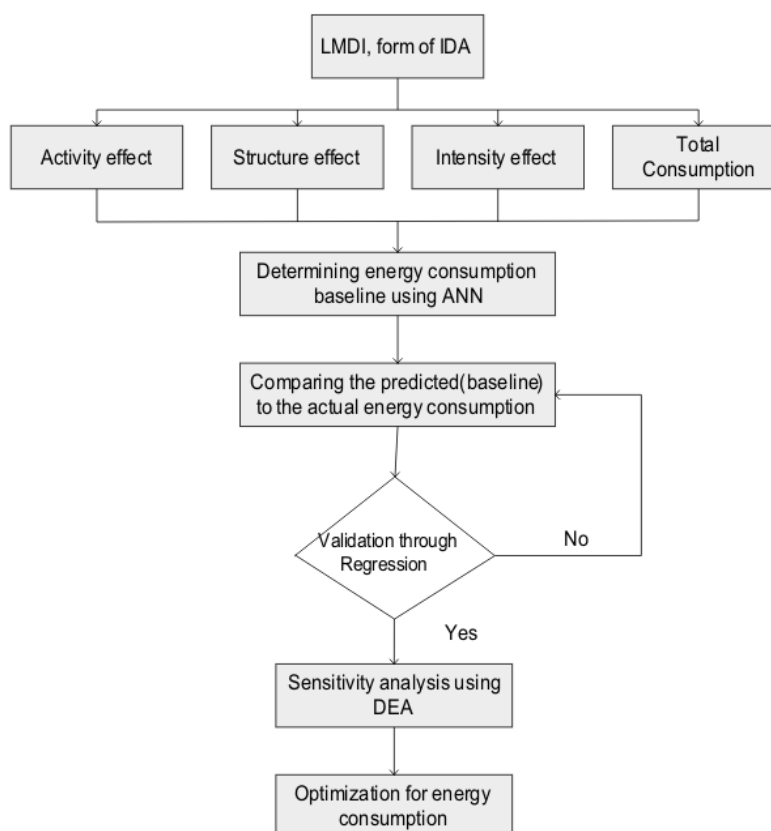 LMDI, form of IDA
Activity effect
Structure effect
Intensity effect
Total
Consumption
Determining energy consumption
baseline using ANN
Comparing the predicted(baseline)
to the actual energy consumption
Validation through
Regression
No
Yes
Sensitivity analysis using
DEA
Optimization for energy
consumption